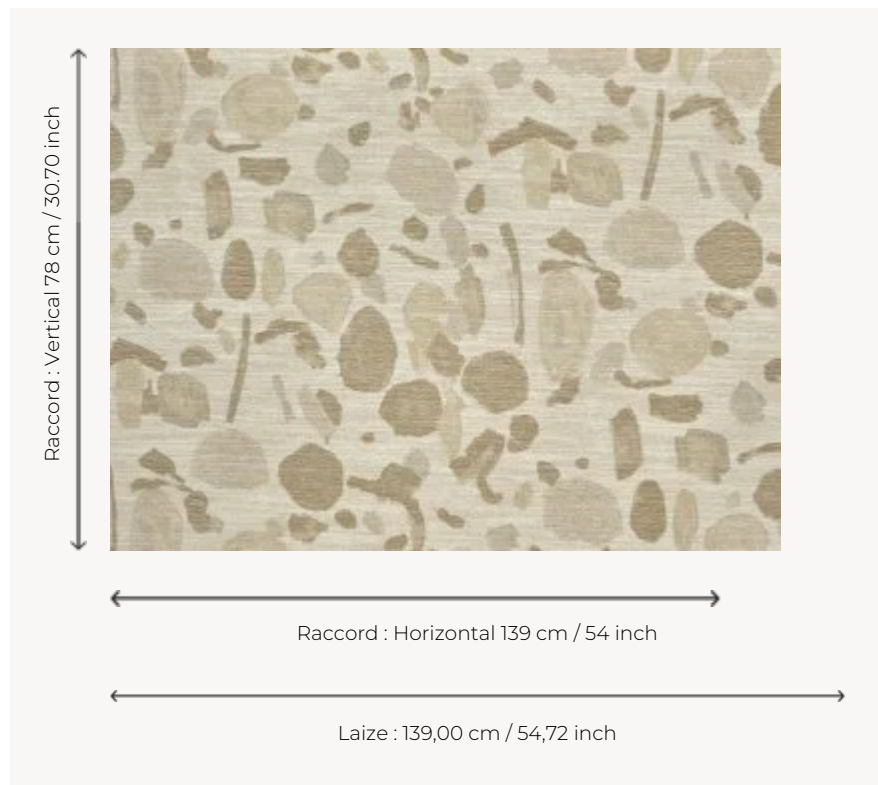 Raccord : Vertical 78 cm / 30.70 inch
Raccord : Horizontal 139 cm / 54 inch
Laize : 139,00 cm / 54,72 inch